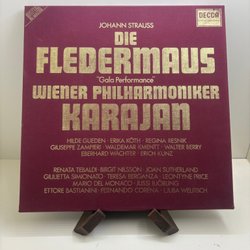 JOHANN STRAUSS
DECCA
DIE
FLEDERMAUS
"Gala Performance"
WIENER PHILHARMONIKER
KARAJAN
HILDE GUEDEN · ERIKA KÖTH · REGINA RESNIK
GIUSEPPE ZAMPIERI · WALDEMAR KMENTT · WALTER BERRY
EBERHARD WÄCHTER · ERICH KUNZ
RENATA TEBALDI · BIRGIT NILSSON · JOAN SUTHERLAND
GIULIETTA SIMIONATO · TERESA BERGANZA · LEONTYNE PRICE
MARIO DEL MONACO · JUSSI BJÖRLING
ETTORE BASTIANINI · FERNANDO CORENA · LJUBA WELITSCH